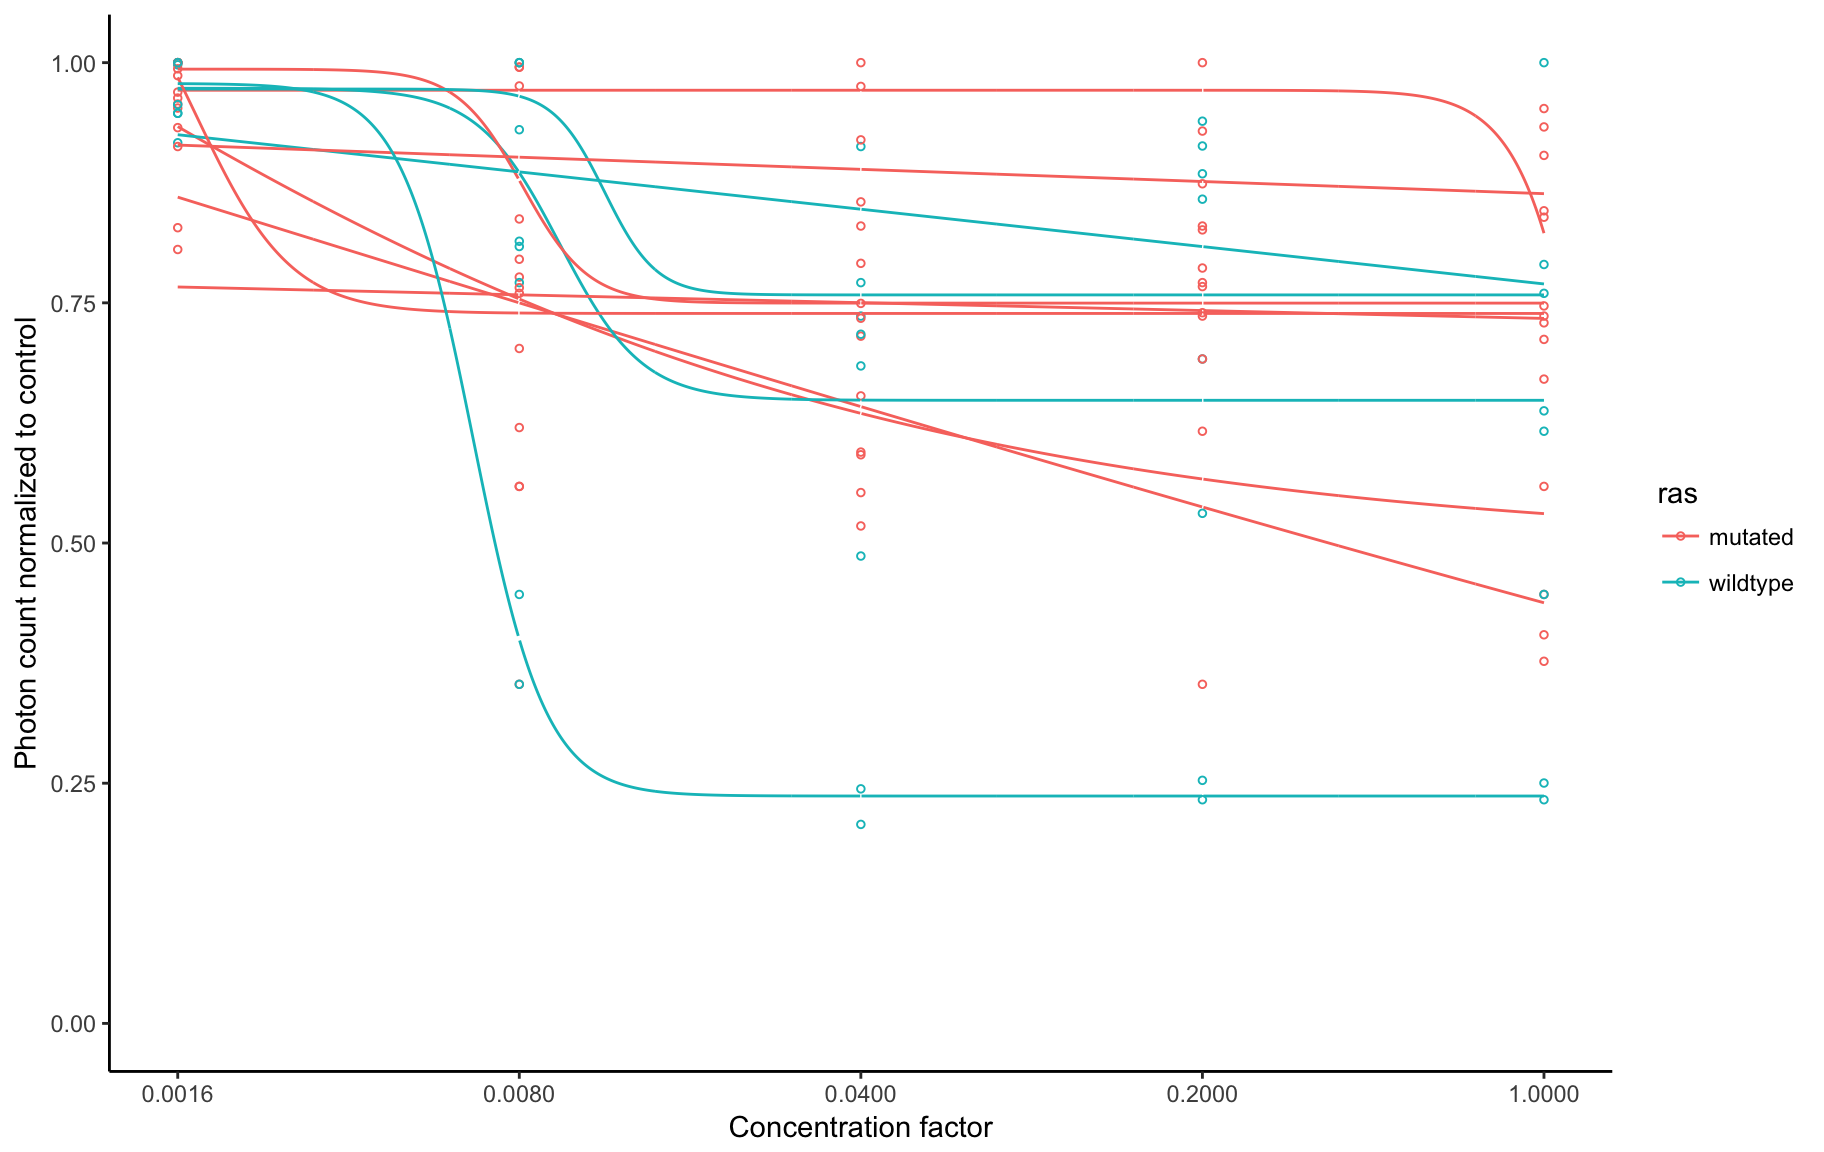 Photon count normalized to control
1.00
0.75
0.50
0.25
0.00
0.0016
0.0080
0.0400
0.2000
1.0000
Concentration factor
ras
mutated
wildtype